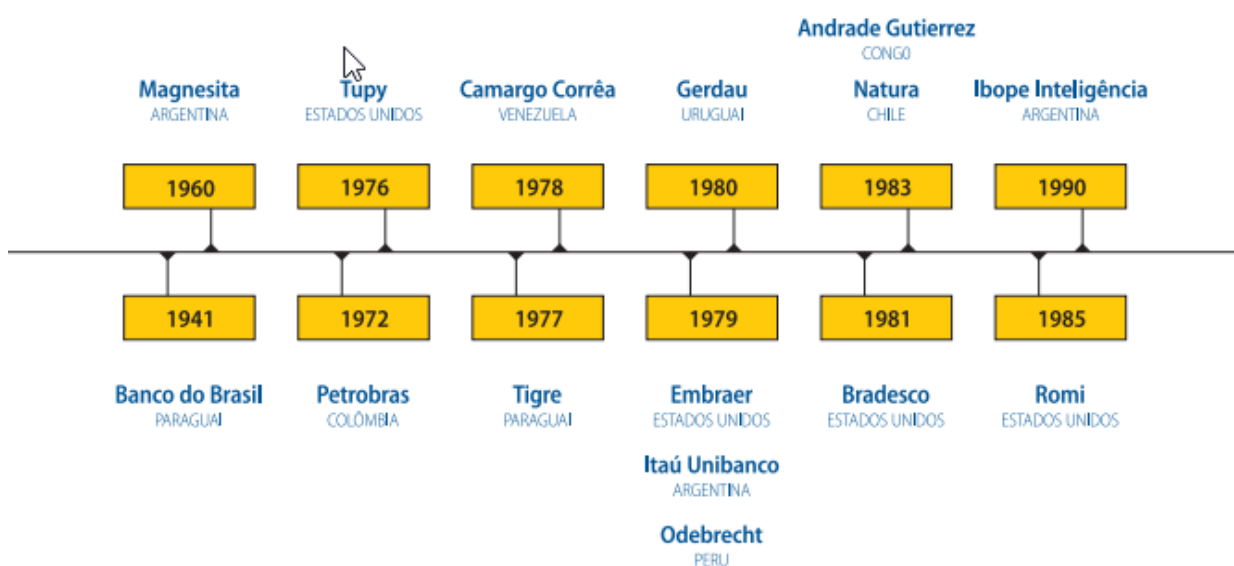 Andrade Gutierrez
CONGO
Magnesita
ARGENTINA
Tupy
ESTADOS UNIDOS
Camargo Corrêa
VENEZUELA
Gerdau
URUGUAI
Natura
CHILE
Ibope Inteligência
ARGENTINA
1960
1976
1978
1980
1983
1990
1941
1972
1977
1979
1981
1985
Banco do Brasil
PARAGUAI
Petrobras
COLÔMBIA
Tigre
PARAGUAI
Embraer
ESTADOS UNIDOS
Bradesco
ESTADOS UNIDOS
Romi
ESTADOS UNIDOS
Itaú Unibanco
ARGENTINA
Odebrecht
PERU